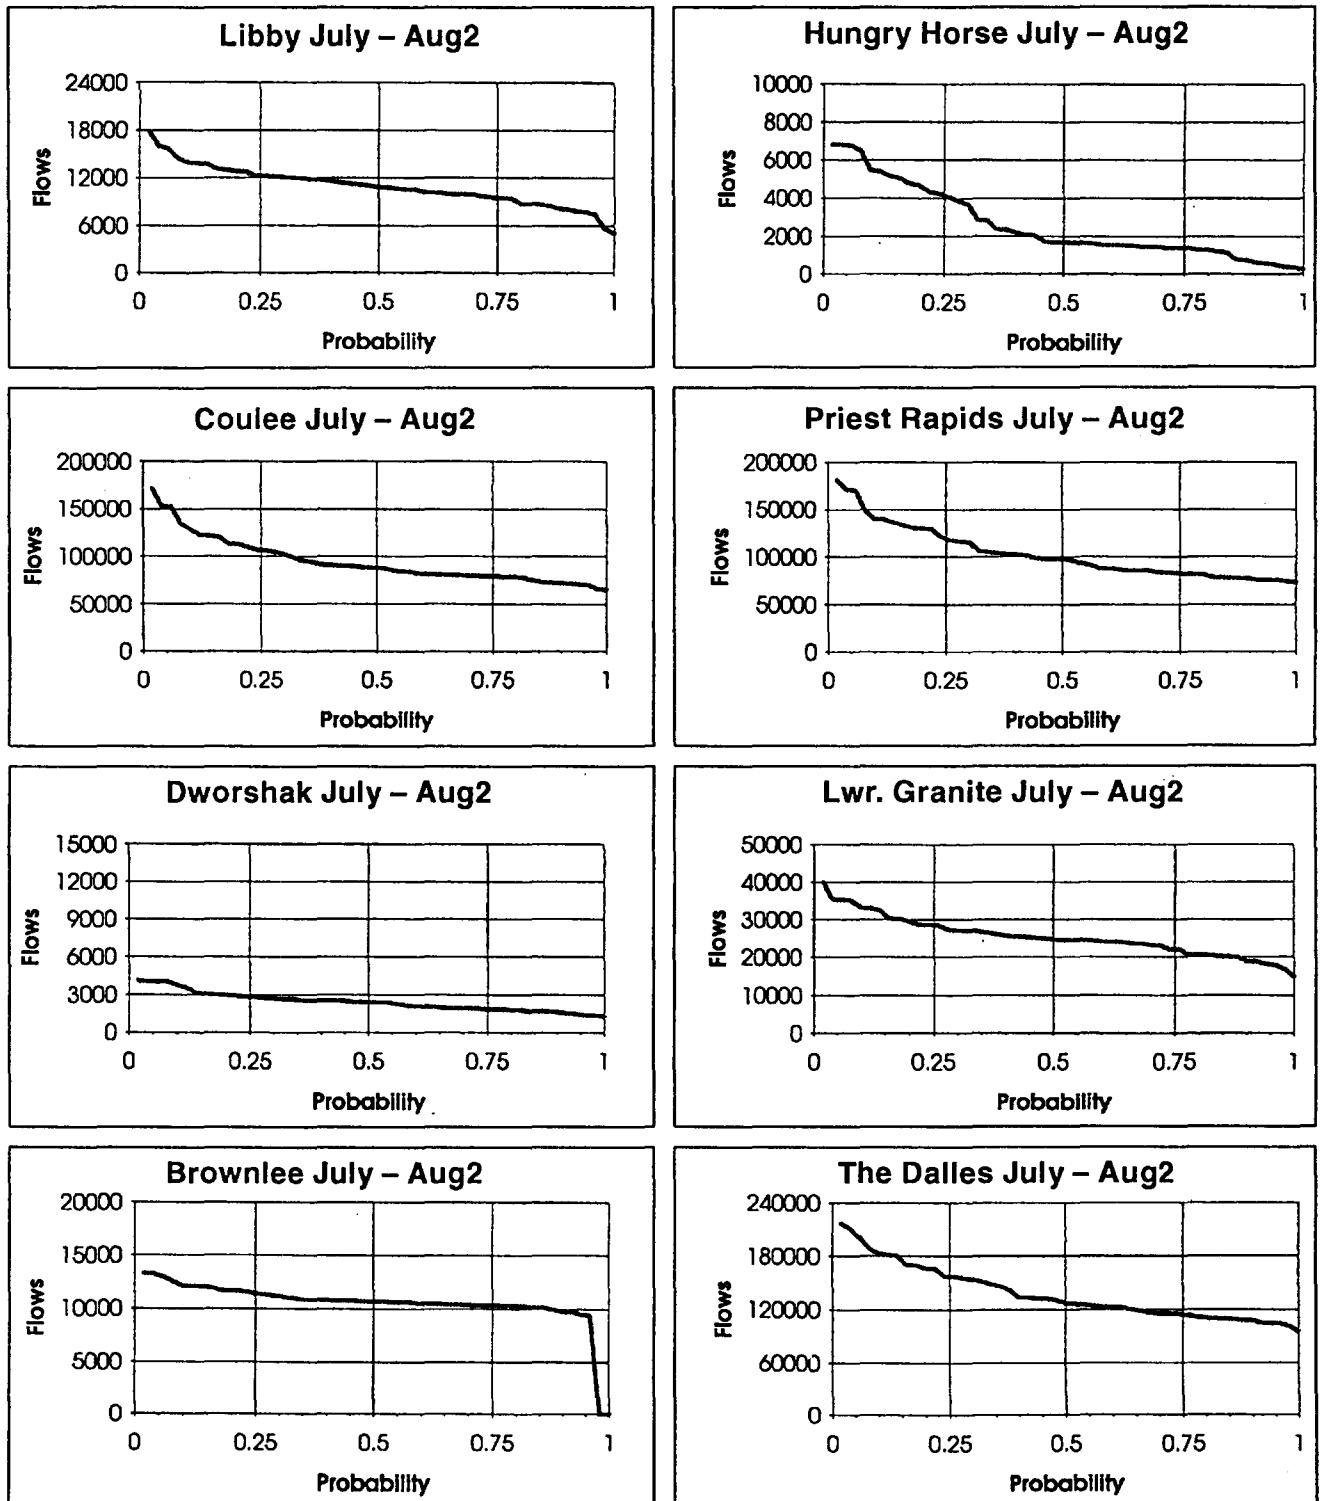 Libby July – Aug2
24000
18000
12000
6000
0
Flows
0 0.25 0.5 0.75 1
Probability
Hungry Horse July – Aug2
10000
8000
6000
4000
2000
0
Flows
0 0.25 0.5 0.75 1
Probability
Coulee July – Aug2
200000
150000
100000
50000
0
Flows
0 0.25 0.5 0.75 1
Probability
Priest Rapids July – Aug2
200000
150000
100000
50000
0
Flows
0 0.25 0.5 0.75 1
Probability
Dworshak July – Aug2
15000
12000
9000
6000
3000
0
Flows
0 0.25 0.5 0.75 1
Probability
Lwr. Granite July – Aug2
50000
40000
30000
20000
10000
0
Flows
0 0.25 0.5 0.75 1
Probability
Brownlee July – Aug2
20000
15000
10000
5000
0
Flows
0 0.25 0.5 0.75 1
Probability
The Dalles July – Aug2
240000
180000
120000
60000
0
Flows
0 0.25 0.5 0.75 1
Probability